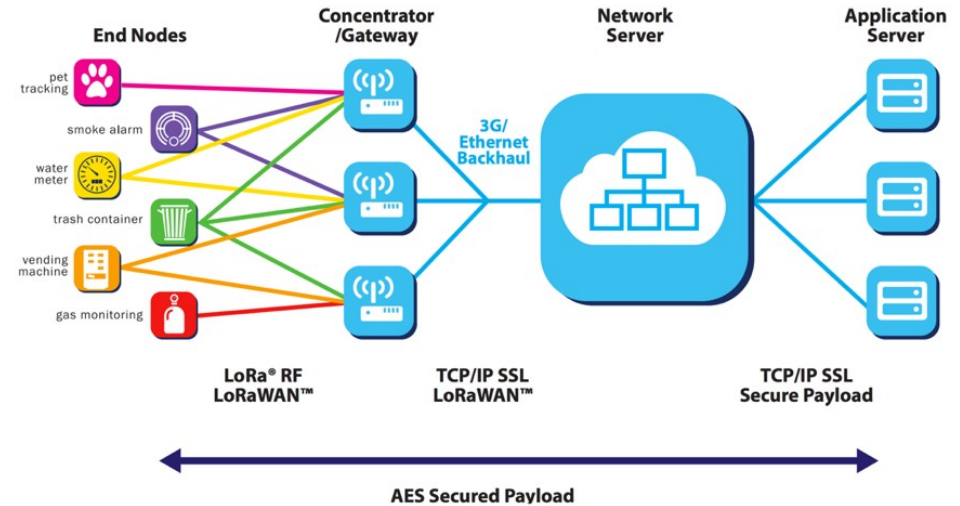 End Nodes
Concentrator
/Gateway
Network
Server
Application
Server
pet
tracking
smoke alarm
water
meter
trash container
vending
machine
gas monitoring
3G/
Ethernet
Backhaul
LoRa® RF
LoRaWAN™
TCP/IP SSL
LoRaWAN™
TCP/IP SSL
Secure Payload
AES Secured Payload